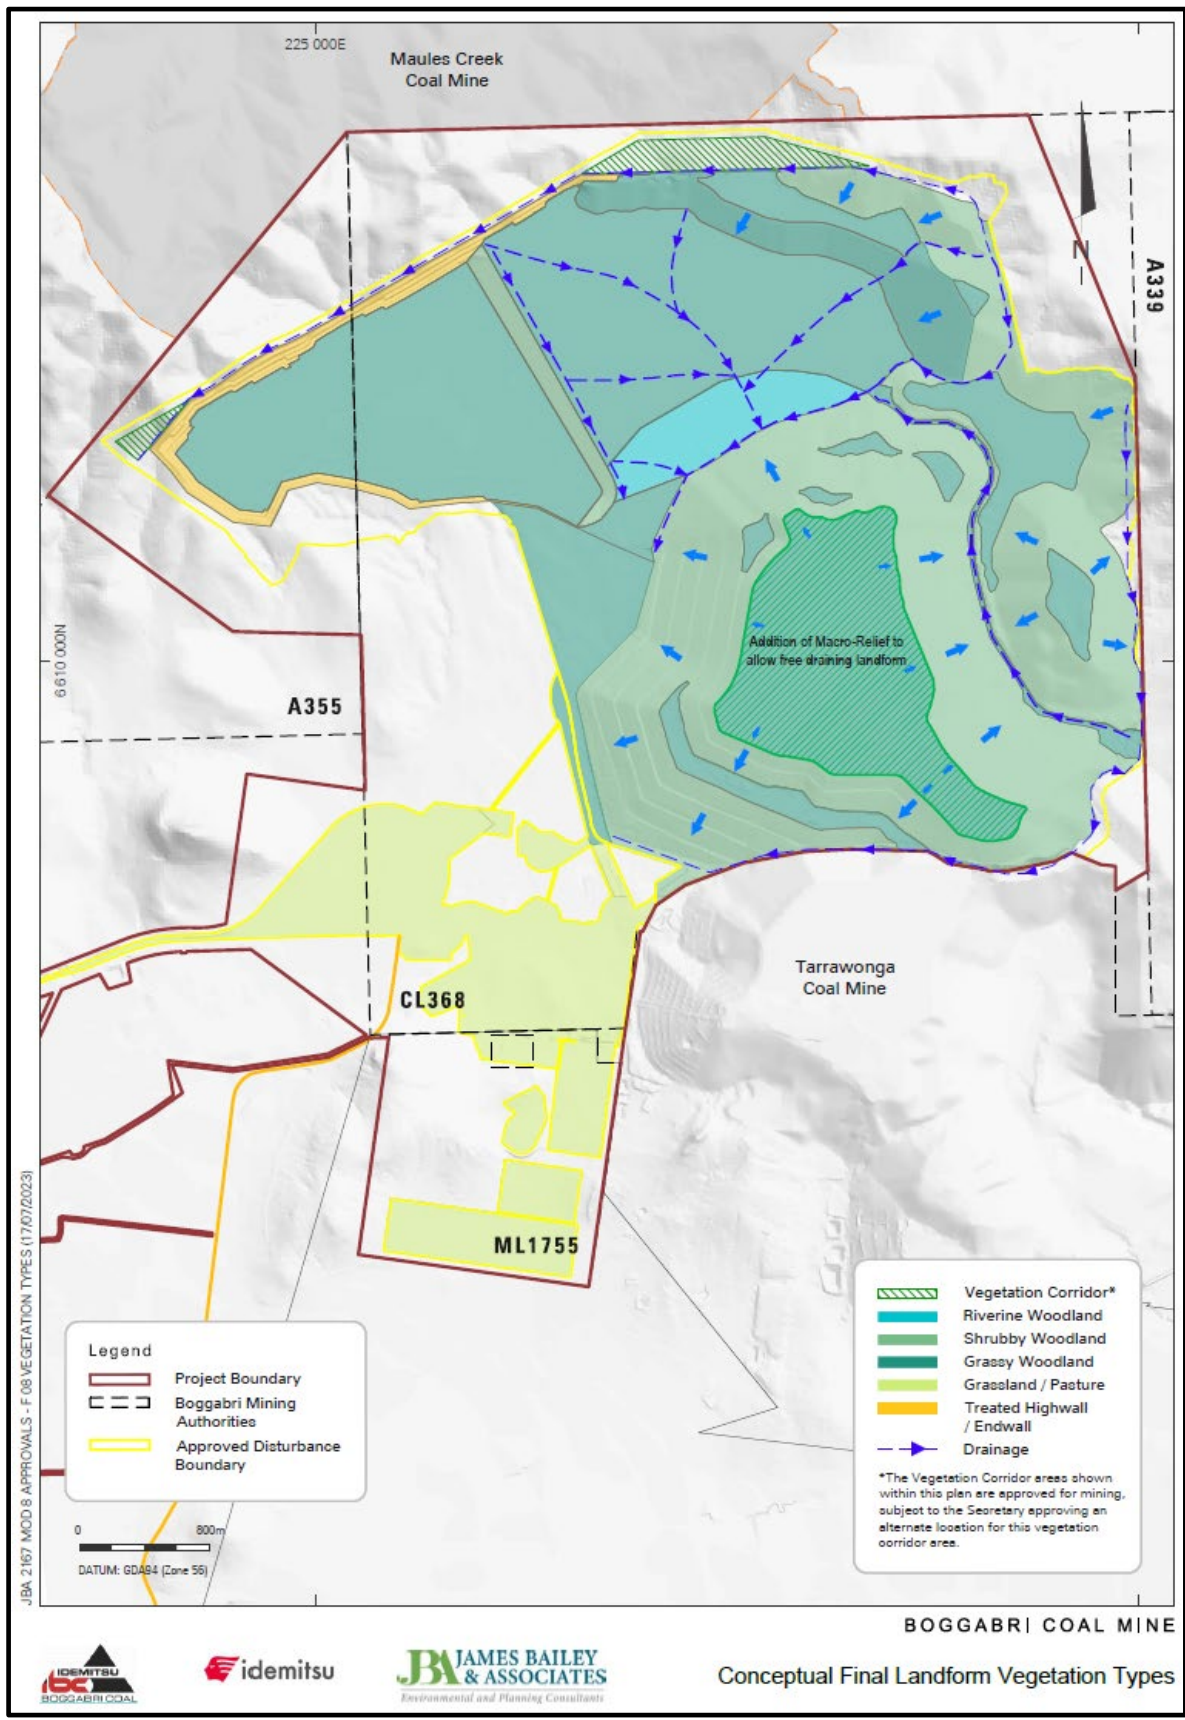 225 000E
Maules Creek
Coal Mine
N
A339
6 610 000N
Addition of Macro-Relief to
allow free draining landform
A355
CL368
Tarrawonga
Coal Mine
ML1755
Legend
Project Boundary
Boggabri Mining
Authorities
Approved Disturbance
Boundary
Vegetation Corridor*
Riverine Woodland
Shrubby Woodland
Grassy Woodland
Grassland / Pasture
Treated Highwall
/ Endwall
Drainage
*The Vegetation Corridor areas shown
within this plan are approved for mining,
subject to the Secretary approving an
alternate location for this vegetation
corridor area.
0 800m
DATUM: GDA94 (Zone 56)
JBA 2167 MOD 8 APPROVALS - F 08 VEGETATION TYPES (17/07/2023)
BOGGABRI COAL MINE
IDEMITSU
bc
BOGGABRI COAL
idemitsu
JBA JAMES BAILEY
& ASSOCIATES
Environmental and Planning Consultants
Conceptual Final Landform Vegetation Types